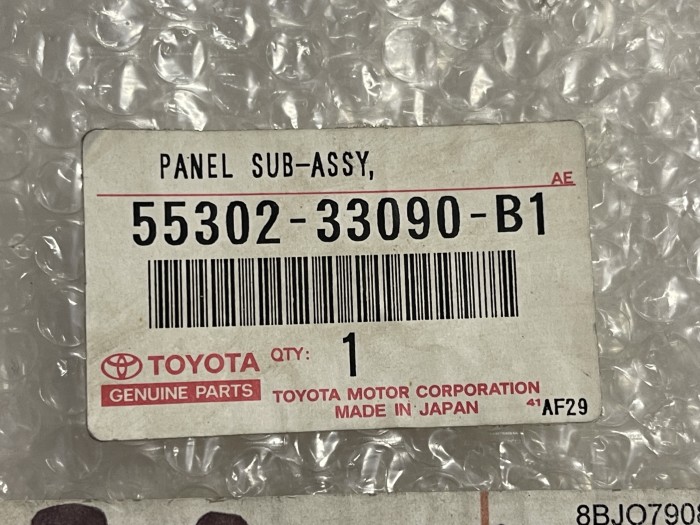 PANEL SUB-ASSY,
AE
55302-33090-B1
TOYOTA QTY: 1
GENUINE PARTS
TOYOTA MOTOR CORPORATION
MADE IN JAPAN 41AF29